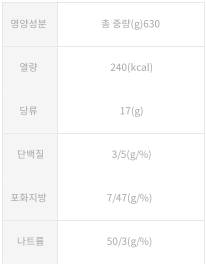 영양성분 총 중량(g)630
열량 240(kcal)
당류 17(g)
단백질 3/5(g/%)
포화지방 7/47(g/%)
나트륨 50/3(g/%)